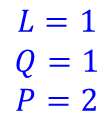 L = 1
Q = 1
P = 2